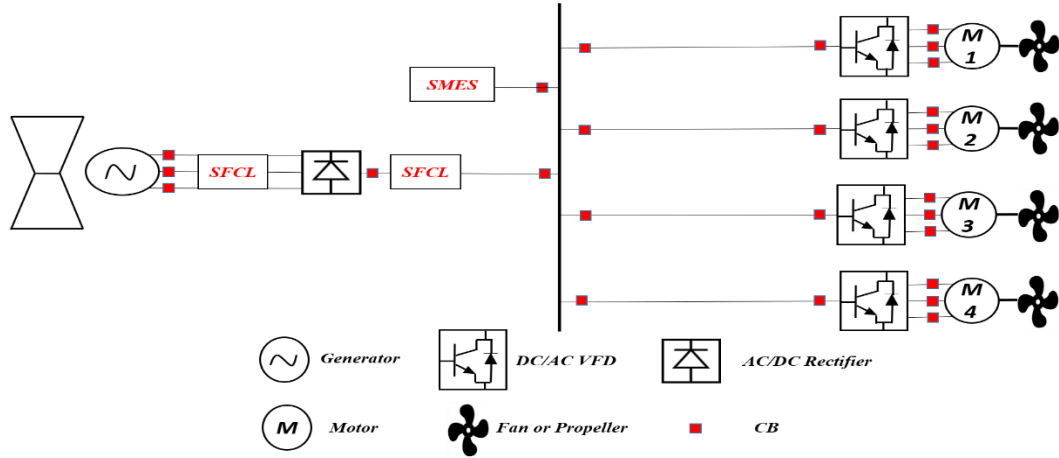 M
1
SMES
M
2
SFCL
SFCL
M
3
M
4
Generator
DC/AC VFD
AC/DC Rectifier
M
Motor
Fan or Propeller
CB